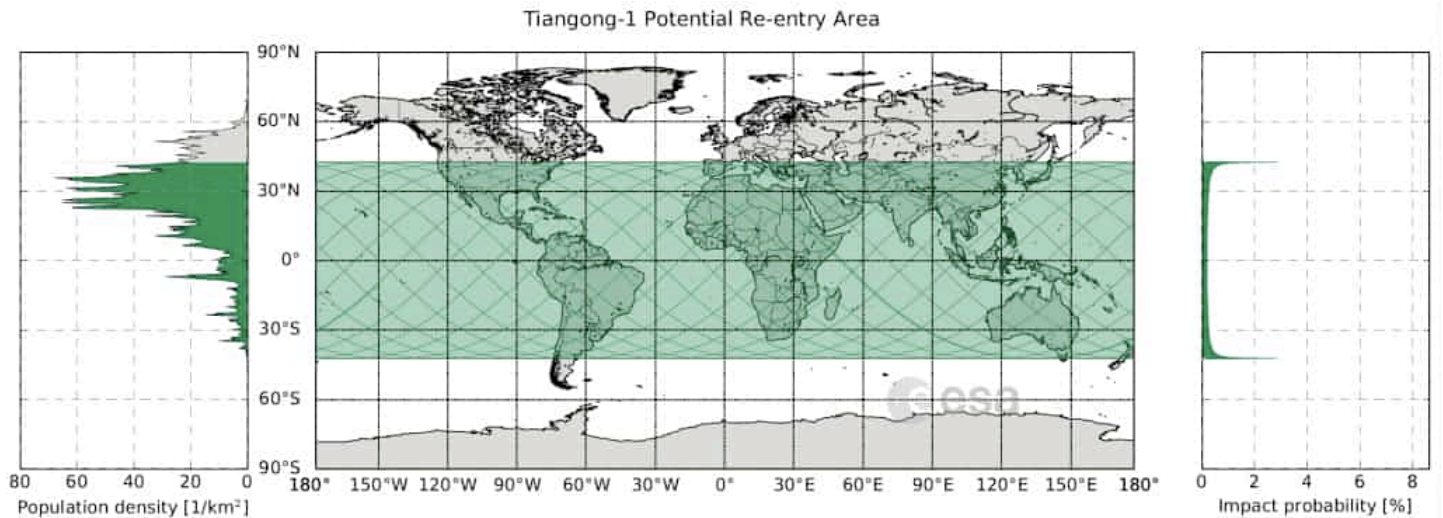 Tiangong-1 Potential Re-entry Area
90°N
60°N
30°N
0°
30°S
60°S
90°S
esa
80 60 40 20 0
180° 150°W 120°W 90°W 60°W 30°W 0° 30°E 60°E 90°E 120°E 150°E 180°
0 2 4 6 8
Population density [1/km²]
Impact probability [%]